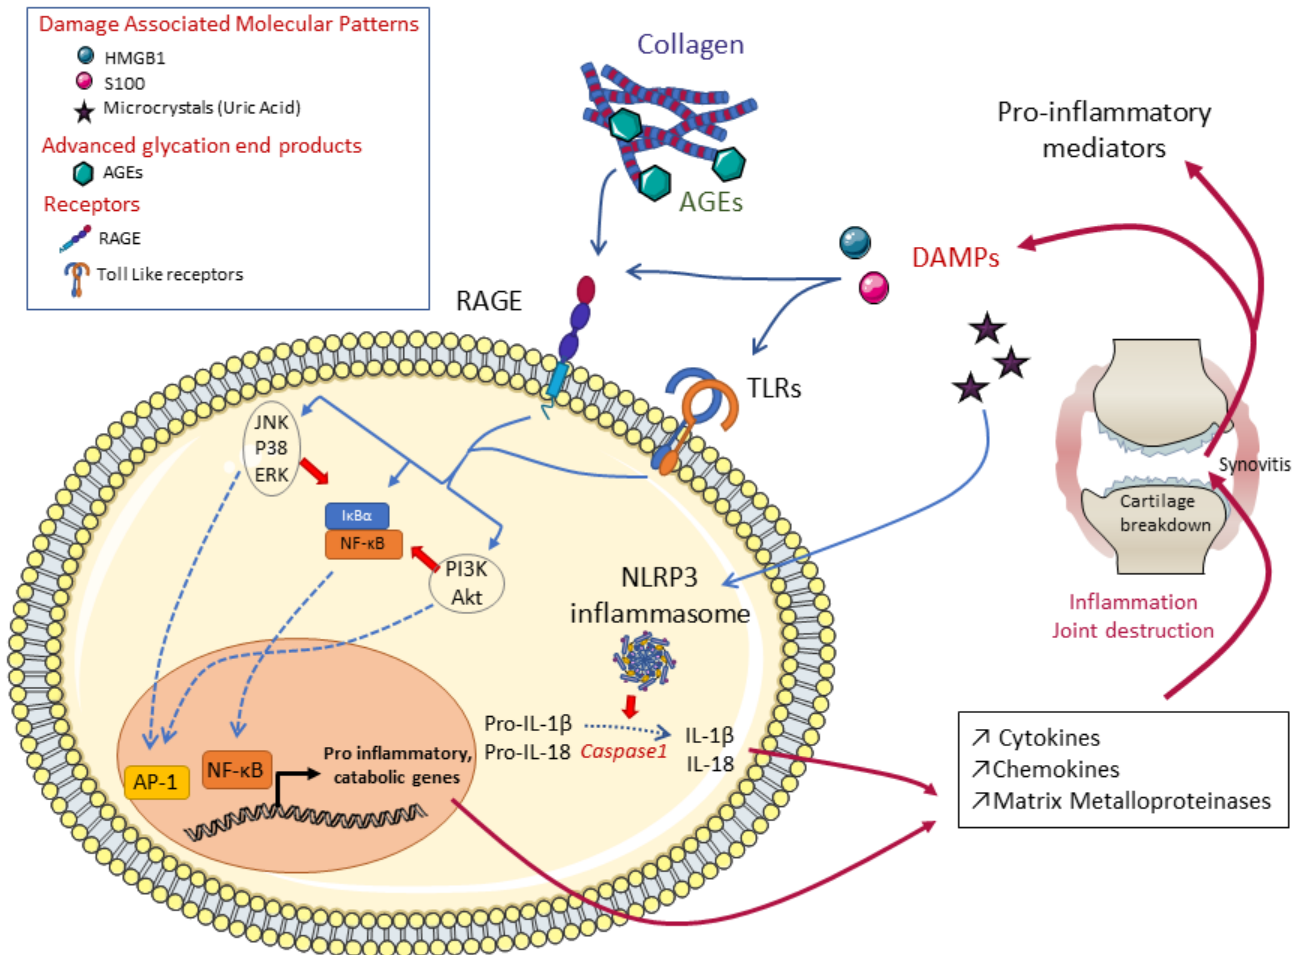 Damage Associated Molecular Patterns
HMGB1
S100
Microcrystals (Uric Acid)
Advanced glycation end products
AGEs
Receptors
RAGE
Toll Like receptors
Collagen
AGEs
Pro-inflammatory
mediators
DAMPs
RAGE
TLRs
JNK
P38
ERK
IκBα
NF-κB
PI3K
Akt
NLRP3
inflammasome
Pro-IL-1β
Pro-IL-18
Caspase1
IL-1β
IL-18
AP-1
NF-κB
Pro inflammatory,
catabolic genes
Synovitis
Cartilage
breakdown
Inflammation
Joint destruction
↗ Cytokines
↗Chemokines
↗Matrix Metalloproteinases